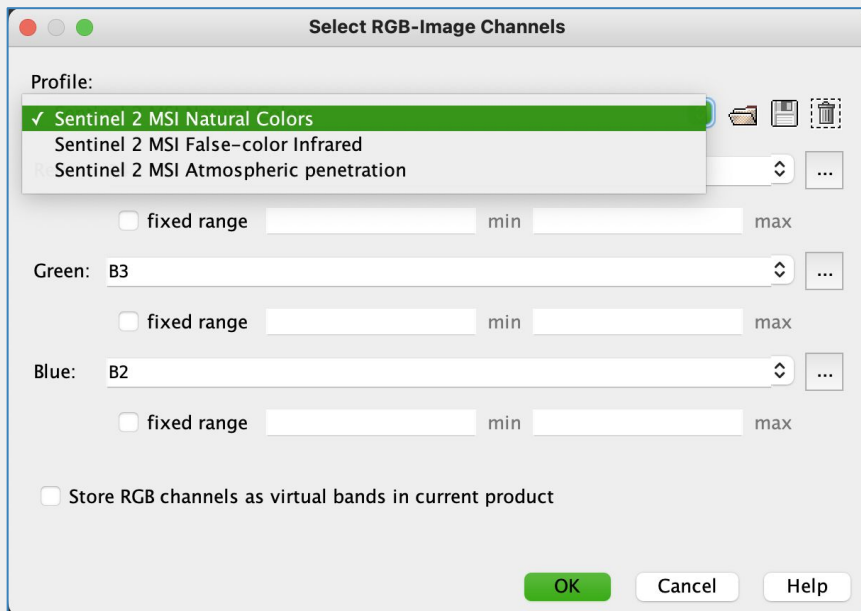 Select RGB-Image Channels
Profile:
✓ Sentinel 2 MSI Natural Colors
Sentinel 2 MSI False-color Infrared
Sentinel 2 MSI Atmospheric penetration
...
fixed range min max
Green: B3 ...
fixed range min max
Blue: B2 ...
fixed range min max
Store RGB channels as virtual bands in current product
OK Cancel Help